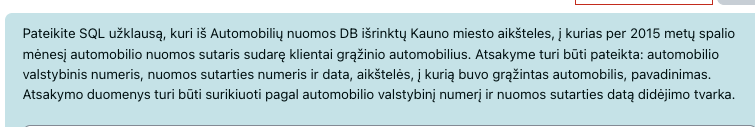 Pateikite SQL užklausą, kuri iš Automobilių nuomos DB išrinktų Kauno miesto aikšteles, į kurias per 2015 metų spalio
mėnesį automobilio nuomos sutaris sudarę klientai grąžinio automobilius. Atsakyme turi būti pateikta: automobilio
valstybinis numeris, nuomos sutarties numeris ir data, aikštelės, į kurią buvo grąžintas automobilis, pavadinimas.
Atsakymo duomenys turi būti surikiuoti pagal automobilio valstybinį numerį ir nuomos sutarties datą didėjimo tvarka.